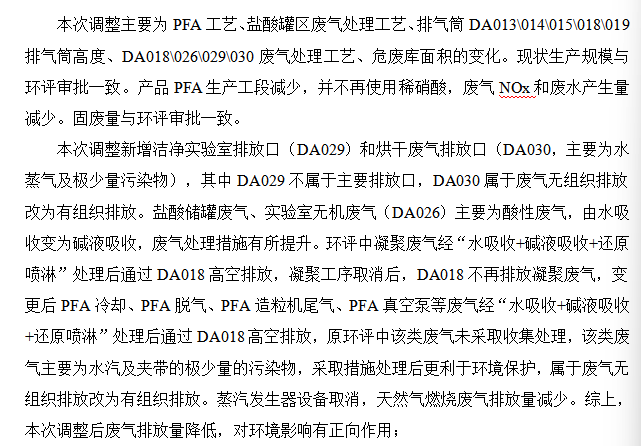 本次调整主要为 PFA 工艺、盐酸罐区废气处理工艺、排气筒 DA013\014\015\018\019
排气筒高度、DA018\026\029\030 废气处理工艺、危废库面积的变化。现状生产规模与
环评审批一致。产品 PFA 生产工段减少，并不再使用稀硝酸，废气 NOx 和废水产生量
减少。固废量与环评审批一致。
本次调整新增洁净实验室排放口（DA029）和烘干废气排放口（DA030，主要为水
蒸气及极少量污染物），其中 DA029 不属于主要排放口，DA030 属于废气无组织排放
改为有组织排放。盐酸储罐废气、实验室无机废气（DA026）主要为酸性废气，由水吸
收变为碱液吸收，废气处理措施有所提升。环评中凝聚废气经“水吸收+碱液吸收+还原
喷淋”处理后通过 DA018 高空排放，凝聚工序取消后，DA018 不再排放凝聚废气，变
更后 PFA 冷却、PFA 脱气、PFA 造粒机尾气、PFA 真空泵等废气经“水吸收+碱液吸收
+还原喷淋”处理后通过 DA018 高空排放，原环评中该类废气未采取收集处理，该类废
气主要为水汽及夹带的极少量的污染物，采取措施处理后更利于环境保护，属于废气无
组织排放改为有组织排放。蒸汽发生器设备取消，天然气燃烧废气排放量减少。综上，
本次调整后废气排放量降低，对环境影响有正向作用；